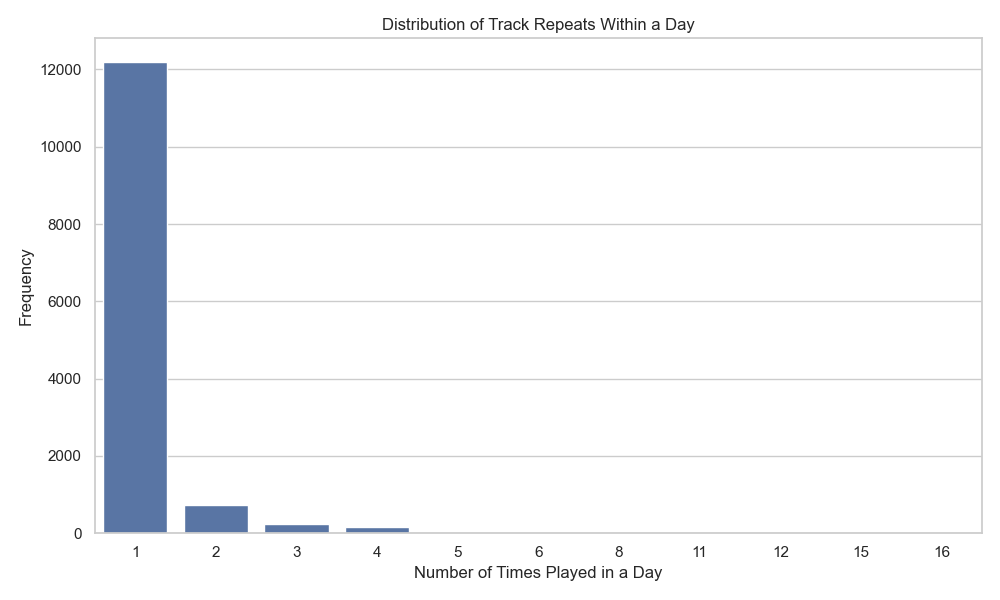 Distribution of Track Repeats Within a Day
12000
10000
8000
6000
4000
2000
0
Frequency
1 2 3 4 5 6 8 11 12 15 16
Number of Times Played in a Day